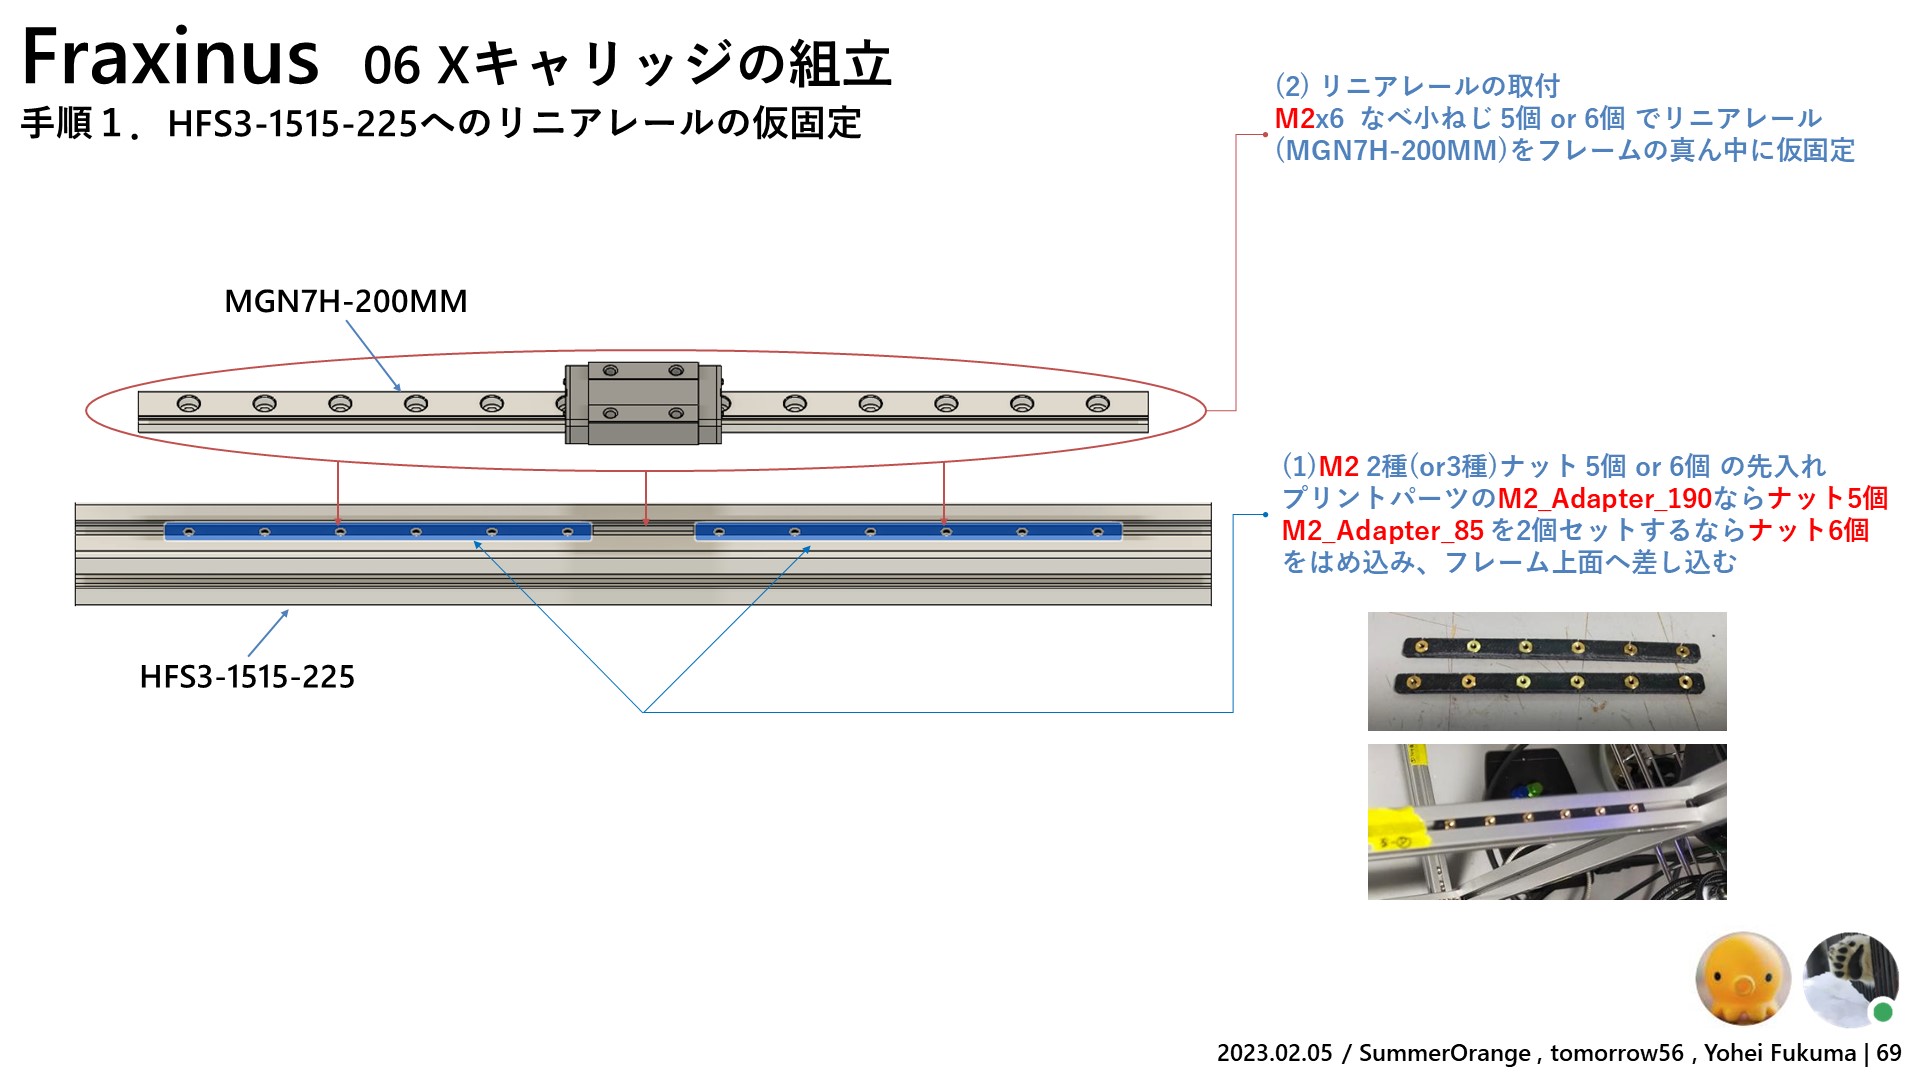 Fraxinus 06 Xキャリッジの組立
手順１．HFS3-1515-225へのリニアレールの仮固定
(2) リニアレールの取付
M2x6 なべ小ねじ 5個 or 6個 でリニアレール
(MGN7H-200MM)をフレームの真ん中に仮固定
MGN7H-200MM
(1)M2 2種(or3種)ナット 5個 or 6個 の先入れ
プリントパーツのM2_Adapter_190ならナット5個
M2_Adapter_85 を2個セットするならナット6個
をはめ込み、フレーム上面へ差し込む
HFS3-1515-225
2023.02.05 / SummerOrange , tomorrow56 , Yohei Fukuma | 69